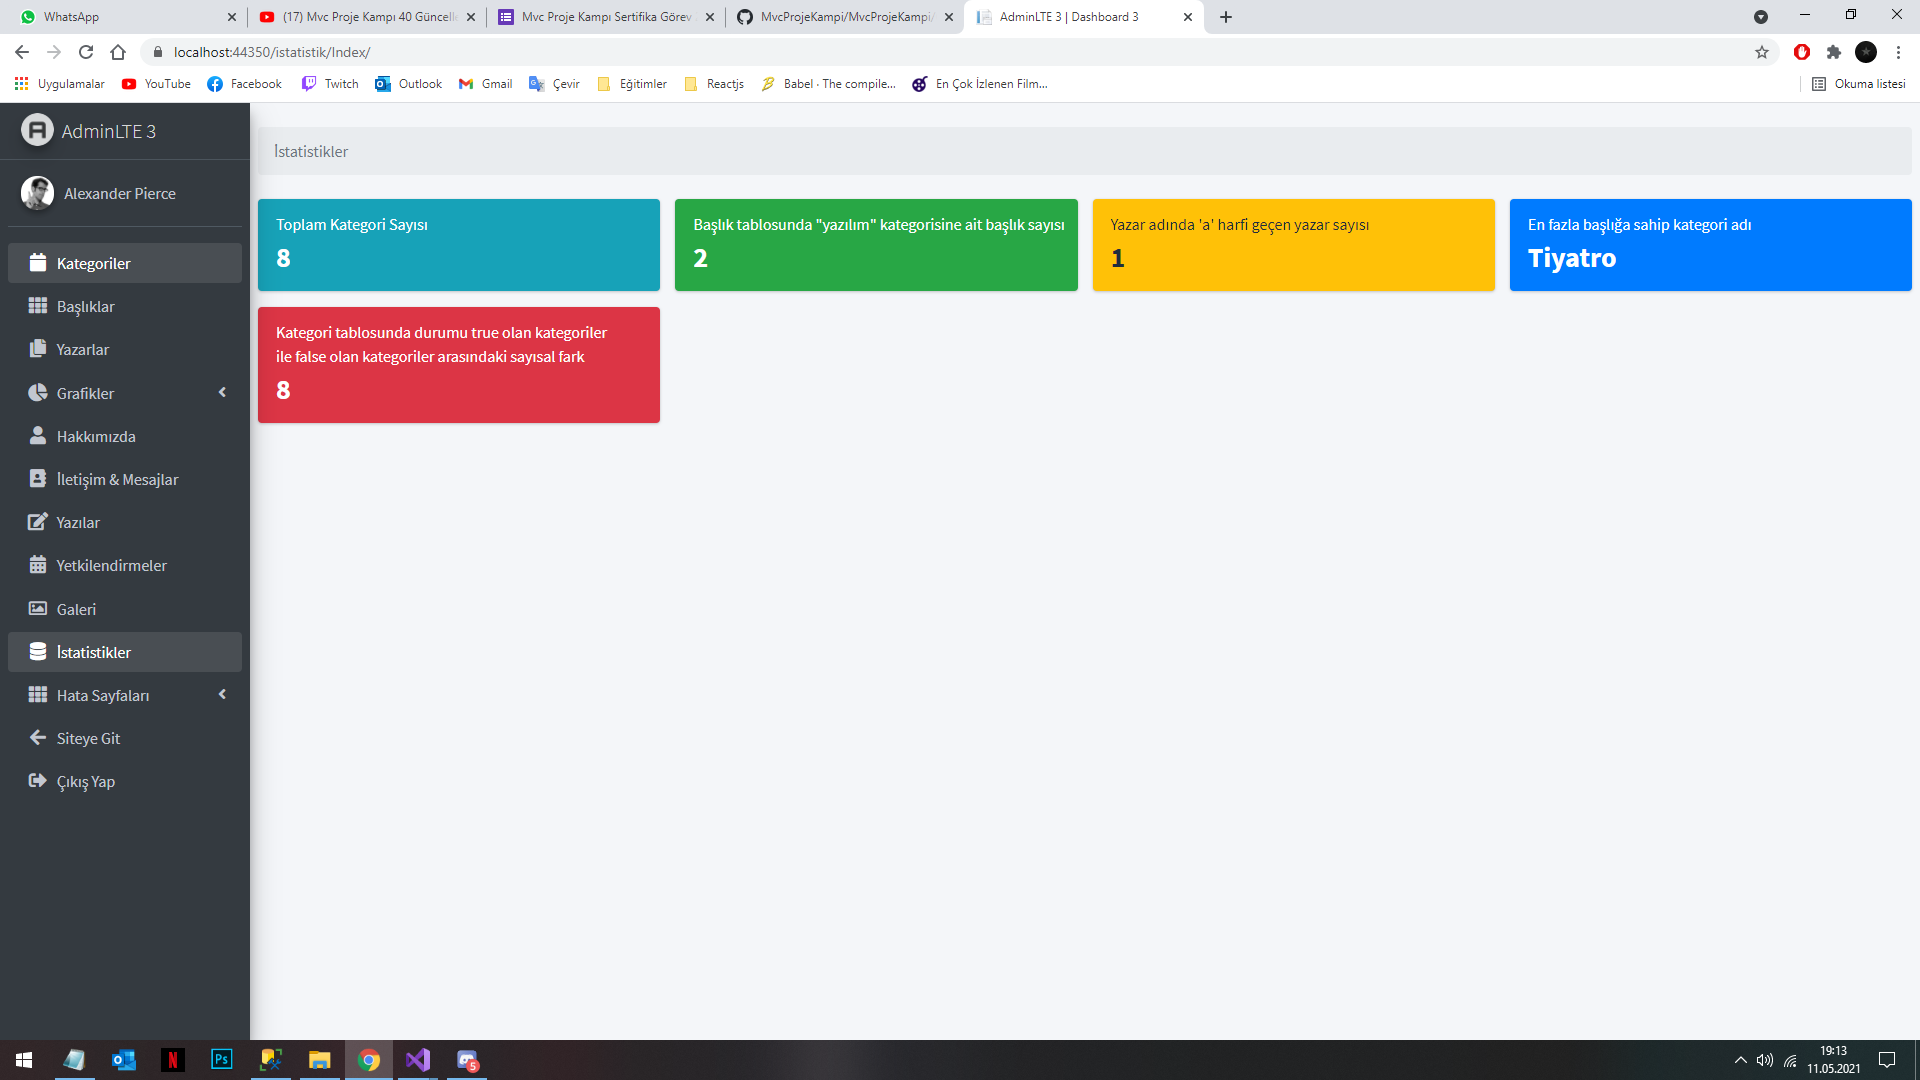 WhatsApp
(17) Mvc Proje Kampı 40 Güncelle
Mvc Proje Kampı Sertifika Görev
MvcProjeKampi/MvcProjeKampi/
AdminLTE 3 | Dashboard 3
localhost:44350/istatistik/Index/
Uygulamalar
YouTube
Facebook
Twitch
Outlook
Gmail
Çevir
Eğitimler
Reactjs
Babel · The compile...
En Çok İzlenen Film...
Okuma listesi
AdminLTE 3
Alexander Pierce
Kategoriler
Başlıklar
Yazarlar
Grafikler
Hakkımızda
İletişim & Mesajlar
Yazılar
Yetkilendirmeler
Galeri
İstatistikler
Hata Sayfaları
Siteye Git
Çıkış Yap
İstatistikler
Toplam Kategori Sayısı
8
Başlık tablosunda "yazılım" kategorisine ait başlık sayısı
2
Yazar adında 'a' harfi geçen yazar sayısı
1
En fazla başlığa sahip kategori adı
Tiyatro
Kategori tablosunda durumu true olan kategoriler
ile false olan kategoriler arasındaki sayısal fark
8
Ps
5
19:13
11.05.2021